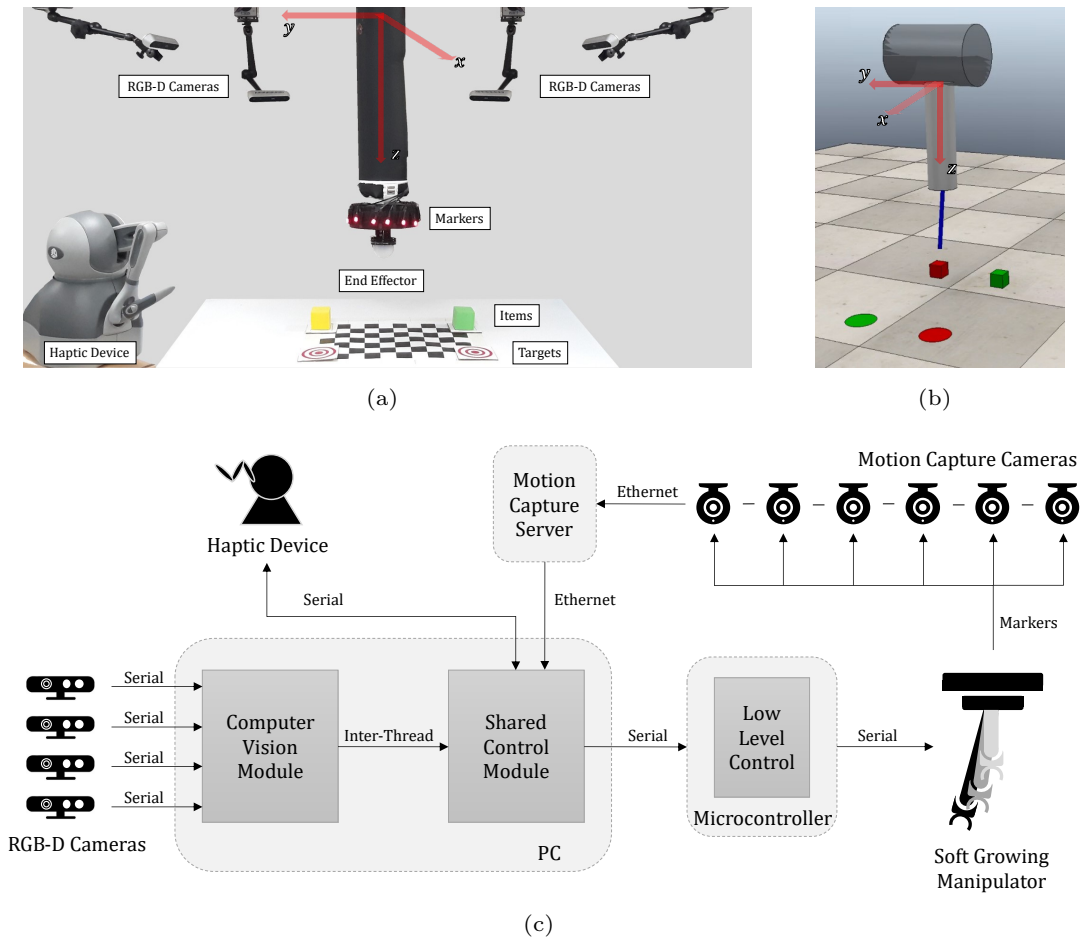 y
x
z
RGB-D Cameras
RGB-D Cameras
Markers
End Effector
Items
Targets
Haptic Device
(a)
y
x
z
(b)
Haptic Device
Motion
Capture
Server
Ethernet
Motion Capture Cameras
Serial
Ethernet
Markers
Serial
Serial
Serial
Serial
RGB-D Cameras
Computer
Vision
Module
Inter-Thread
Shared
Control
Module
PC
Serial
Low
Level
Control
Microcontroller
Serial
Soft Growing
Manipulator
(c)